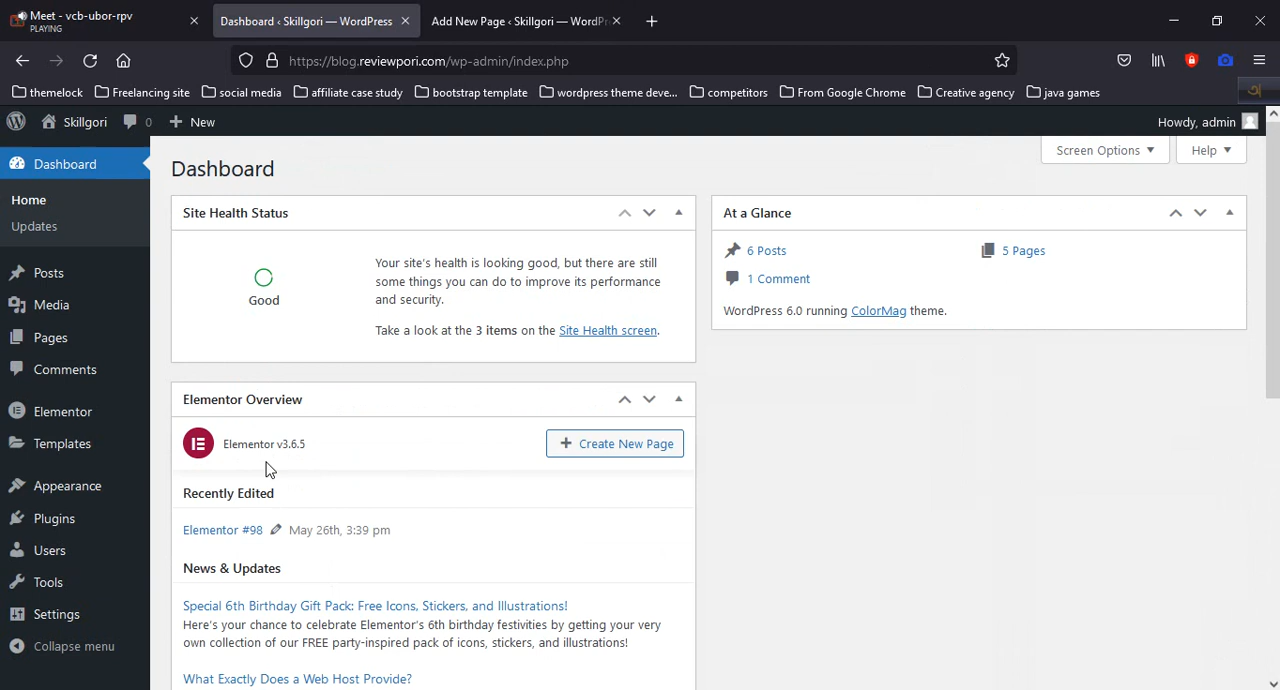 Meet - vcb-ubor-rpv
PLAYING
Dashboard ‹ Skillgori — WordPress
Add New Page ‹ Skillgori — WordPr
https://blog.reviewpori.com/wp-admin/index.php
themelock
Freelancing site
social media
affiliate case study
bootstrap template
wordpress theme deve...
competitors
From Google Chrome
Creative agency
java games
Skillgori
0
New
Howdy, admin
Dashboard
Home
Updates
Posts
Media
Pages
Comments
Elementor
Templates
Appearance
Plugins
Users
Tools
Settings
Collapse menu
Screen Options
Help
Dashboard
Site Health Status
Good
Your site's health is looking good, but there are still
some things you can do to improve its performance
and security.
Take a look at the 3 items on the Site Health screen.
Elementor Overview
Elementor v3.6.5
Create New Page
Recently Edited
Elementor #98
May 26th, 3:39 pm
News & Updates
Special 6th Birthday Gift Pack: Free Icons, Stickers, and Illustrations!
Here's your chance to celebrate Elementor's 6th birthday festivities by getting your very
own collection of our FREE party-inspired pack of icons, stickers, and illustrations!
What Exactly Does a Web Host Provide?
At a Glance
6 Posts
5 Pages
1 Comment
WordPress 6.0 running ColorMag theme.